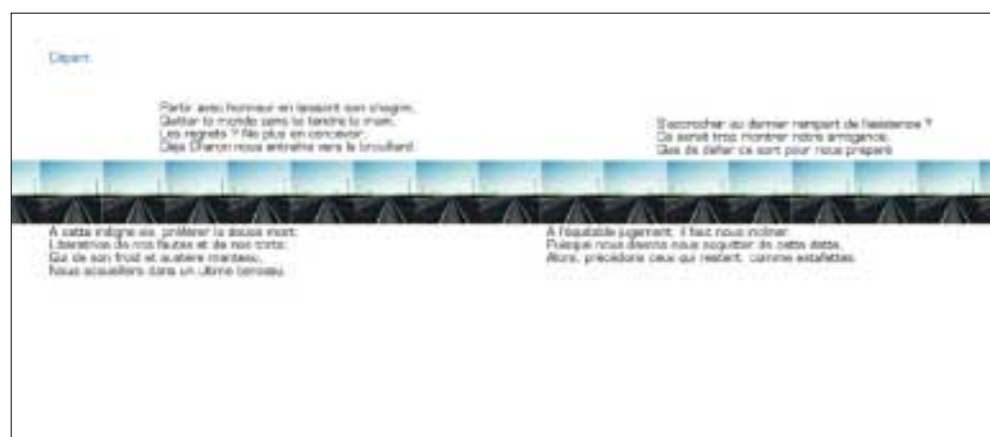 Départ
Partir avec honneur en laissant son chagrin,
Quitter le monde sans lui tendre la main,
Les regrets ? Ne plus en concevoir,
Déjà Charon nous entraîne vers le brouillard.
A cette indigne vie, préférer la douce mort:
Libératrice de nos fautes et de nos torts;
Qui de son froid et austère manteau,
Nous accueillera dans un ultime berceau.
S'accrocher au dernier rempart de l'existence ?
Ce serait trop montrer notre arrogance,
Que de défier ce sort pour nous préparé
A l'équitable jugement, il faut nous incliner
Puisque nous devons nous acquitter de cette dette,
Alors, précédons ceux qui restent, comme estafettes.